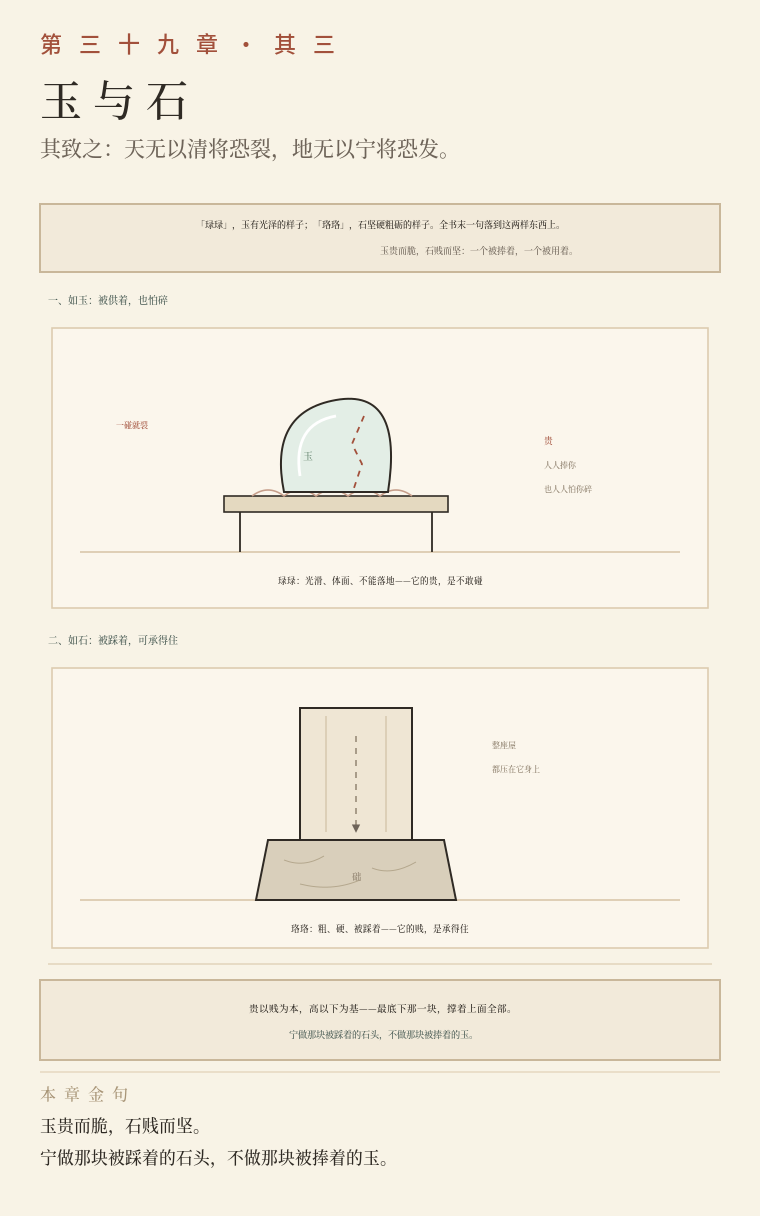 第三十九章·其三
玉与石
其致之：天无以清将恐裂，地无以宁将恐发。
「绿绿」，玉有光泽的样子；「珞珞」，石坚硬粗砺的样子。全书末一句落到这两样东西上。
玉贵而脆，石贱而坚：一个被捧着，一个被用着。
一、如玉：被供着，也怕碎
一碰就裂
贵
人人捧你
也人人怕你碎
玉
绿绿：光滑、体面、不能落地——它的贵，是不敢碰
二、如石：被踩着，可承得住
整座屋
都压在它身上
础
珞珞：粗、硬、被踩着——它的贱，是承得住
贵以贱为本，高以下为基——最底下那一块，撑着上面全部。
宁做那块被踩着的石头，不做那块被捧着的玉。
本章金句
玉贵而脆，石贱而坚。
宁做那块被踩着的石头，不做那块被捧着的玉。